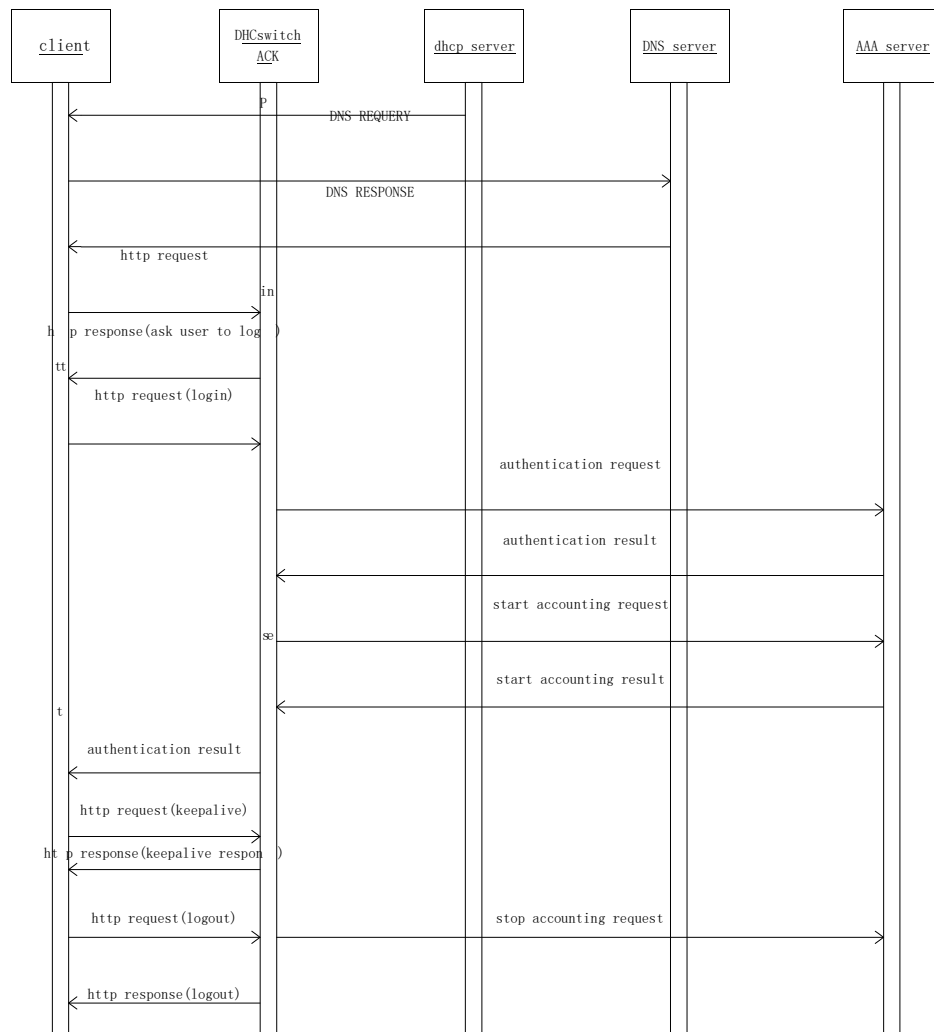 client
DHCswitch
ACK
dhcp server
DNS server
AAA server
P
DNS REQUERY
DNS RESPONSE
http request
in
h p response(ask user to log )
tt
http request(login)
authentication request
authentication result
start accounting request
se
start accounting result
t
authentication result
http request(keepalive)
ht p response(keepalive respon )
http request(logout)
stop accounting request
http response(logout)